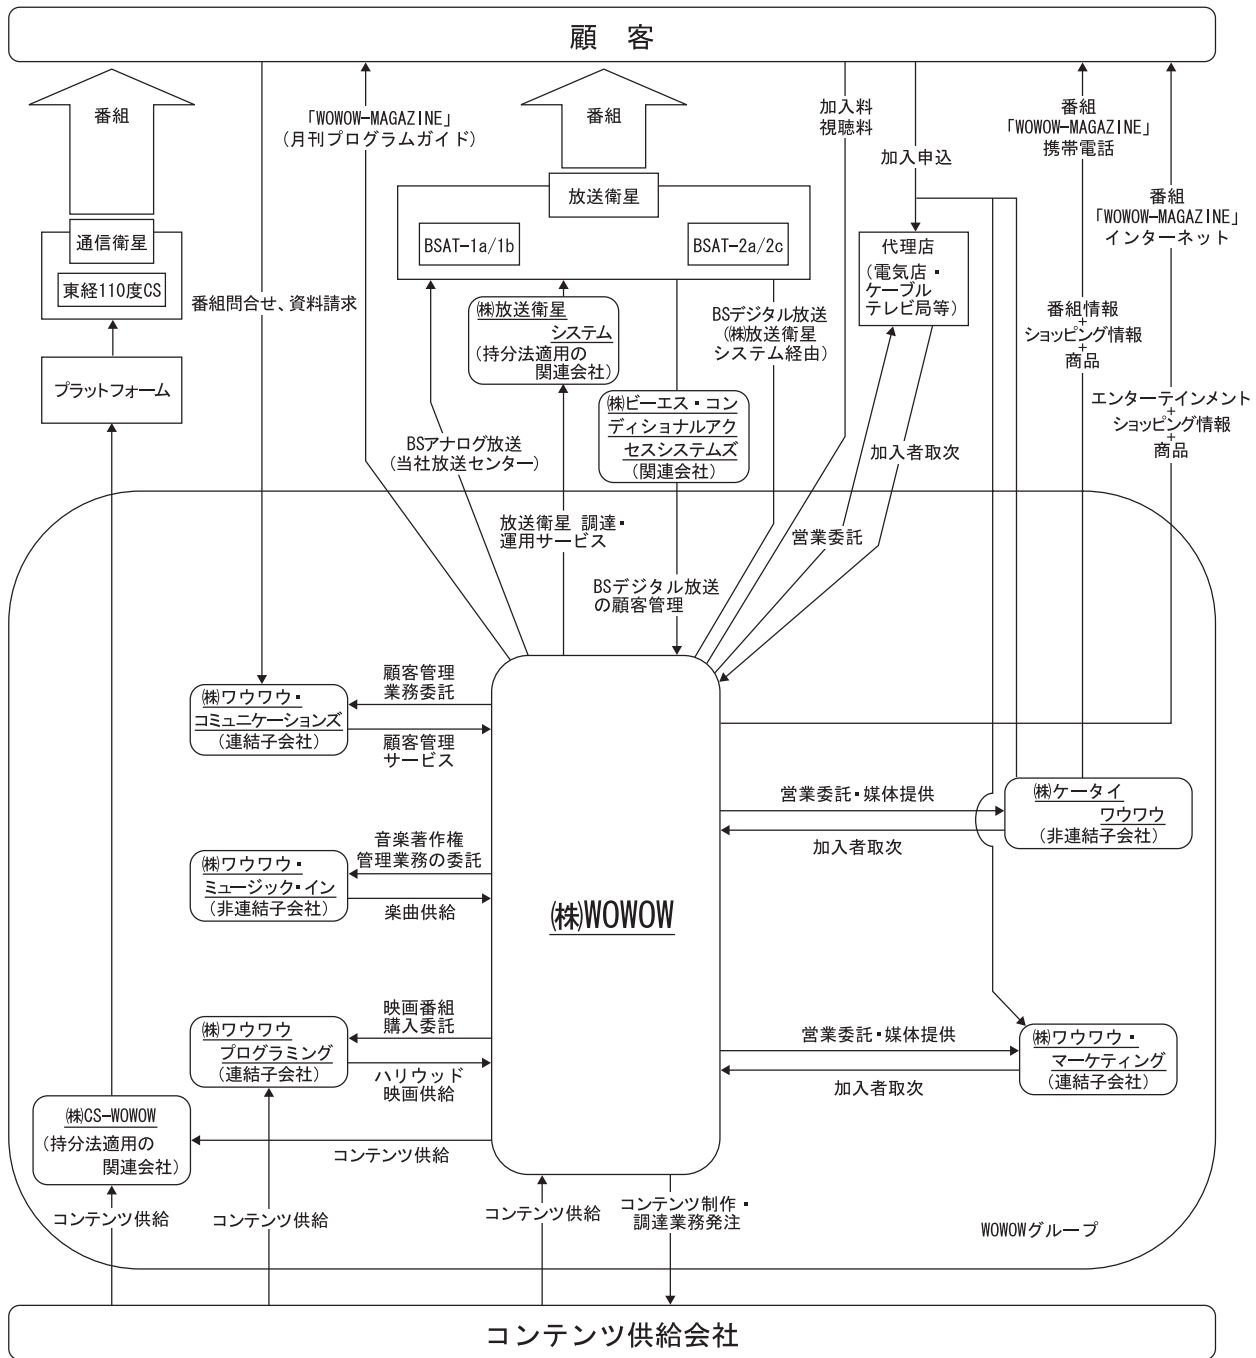 顧　客
番組
「WOWOW-MAGAZINE」
(月刊プログラムガイド)
番組
加入料
視聴料
加入申込
番組
「WOWOW-MAGAZINE」
携帯電話
番組
「WOWOW-MAGAZINE」
インターネット
通信衛星
東経110度CS
放送衛星
BSAT-1a/1b
BSAT-2a/2c
代理店
(電気店・
ケーブル
テレビ局等)
番組問合せ、資料請求
㈱放送衛星
システム
(持分法適用の
関連会社)
BSデジタル放送
(㈱放送衛星
システム経由)
番組情報
+
ショッピング情報
+
商品
プラットフォーム
㈱ビーエス・コン
ディショナルアク
セスシステムズ
(関連会社)
エンターテインメント
+
ショッピング情報
+
商品
BSアナログ放送
(当社放送センター)
加入者取次
放送衛星 調達・
運用サービス
営業委託
BSデジタル放送
の顧客管理
㈱ワウワウ・
コミュニケーションズ
(連結子会社)
顧客管理
業務委託
顧客管理
サービス
営業委託・媒体提供
加入者取次
㈱ケータイ
ワウワウ
(非連結子会社)
㈱ワウワウ・
ミュージック・イン
(非連結子会社)
音楽著作権
管理業務の委託
楽曲供給
㈱WOWOW
㈱ワウワウ
プログラミング
(連結子会社)
映画番組
購入委託
ハリウッド
映画供給
営業委託・媒体提供
加入者取次
㈱ワウワウ・
マーケティング
(連結子会社)
㈱CS-WOWOW
(持分法適用の
関連会社)
コンテンツ供給
コンテンツ供給
コンテンツ供給
コンテンツ供給
コンテンツ制作・
調達業務発注
WOWOWグループ
コンテンツ供給会社